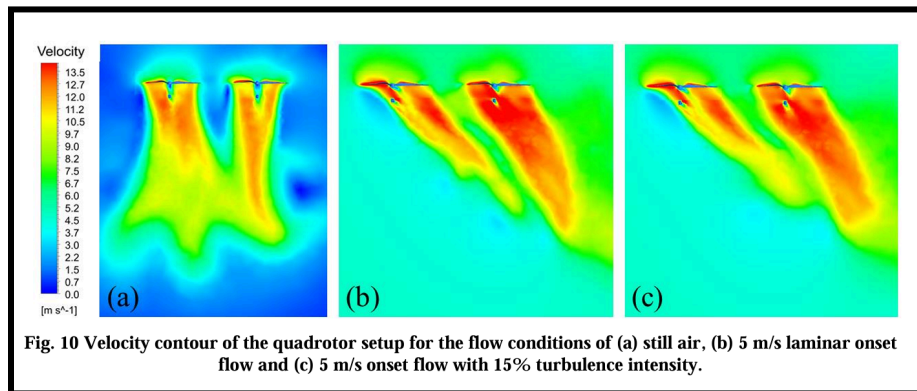 Velocity
13.5
12.7
12.0
11.2
10.5
9.7
9.0
8.2
7.5
6.7
6.0
5.2
4.5
3.7
3.0
2.2
1.5
0.7
0.0
[m s^-1]
(a)
(b)
(c)
Fig. 10 Velocity contour of the quadrotor setup for the flow conditions of (a) still air, (b) 5 m/s laminar onset
flow and (c) 5 m/s onset flow with 15% turbulence intensity.